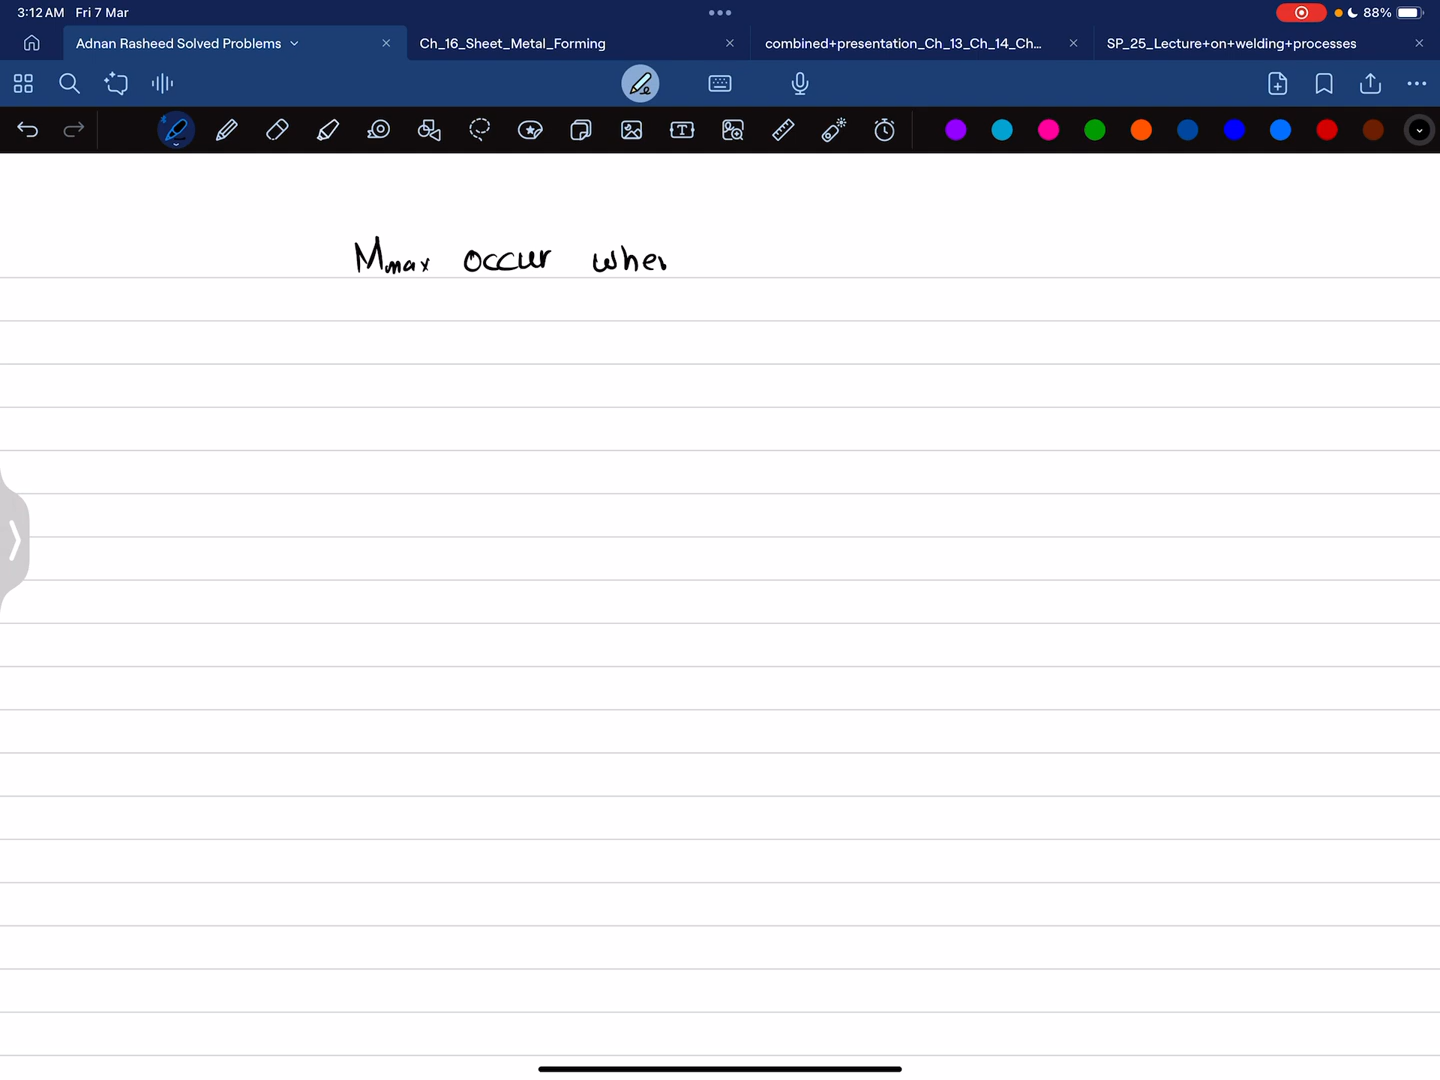 3:12 AM Fri 7 Mar 88%
Adnan Rasheed Solved Problems Ch_16_Sheet_Metal_Forming combined+presentation_Ch_13_Ch_14_Ch... SP_25_Lecture+on+welding+processes
Mmax occur when